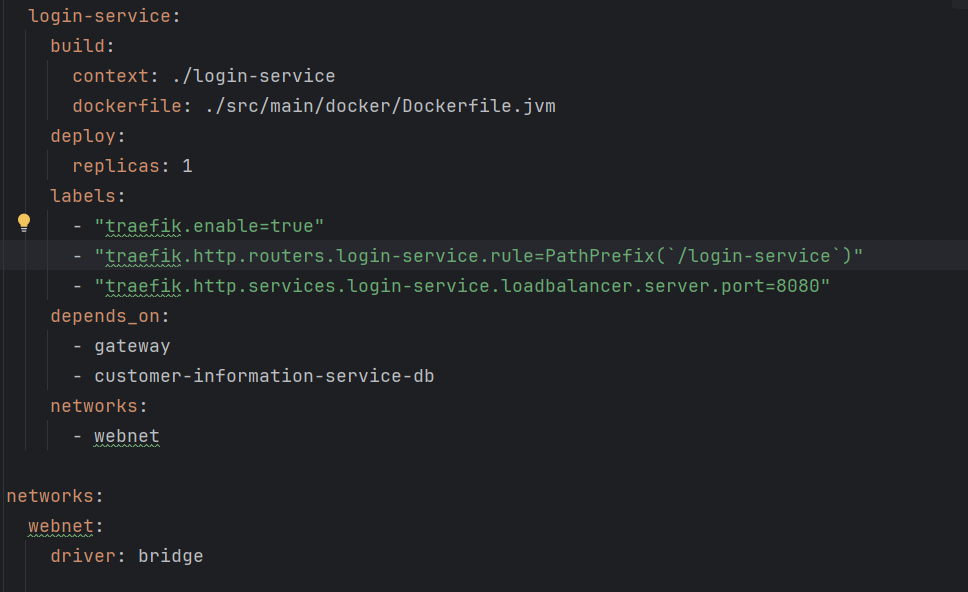 login-service:
build:
context: ./login-service
dockerfile: ./src/main/docker/Dockerfile.jvm
deploy:
replicas: 1
labels:
- "traefik.enable=true"
- "traefik.http.routers.login-service.rule=PathPrefix(`/login-service`)"
- "traefik.http.services.login-service.loadbalancer.server.port=8080"
depends_on:
- gateway
- customer-information-service-db
networks:
- webnet
networks:
webnet:
driver: bridge